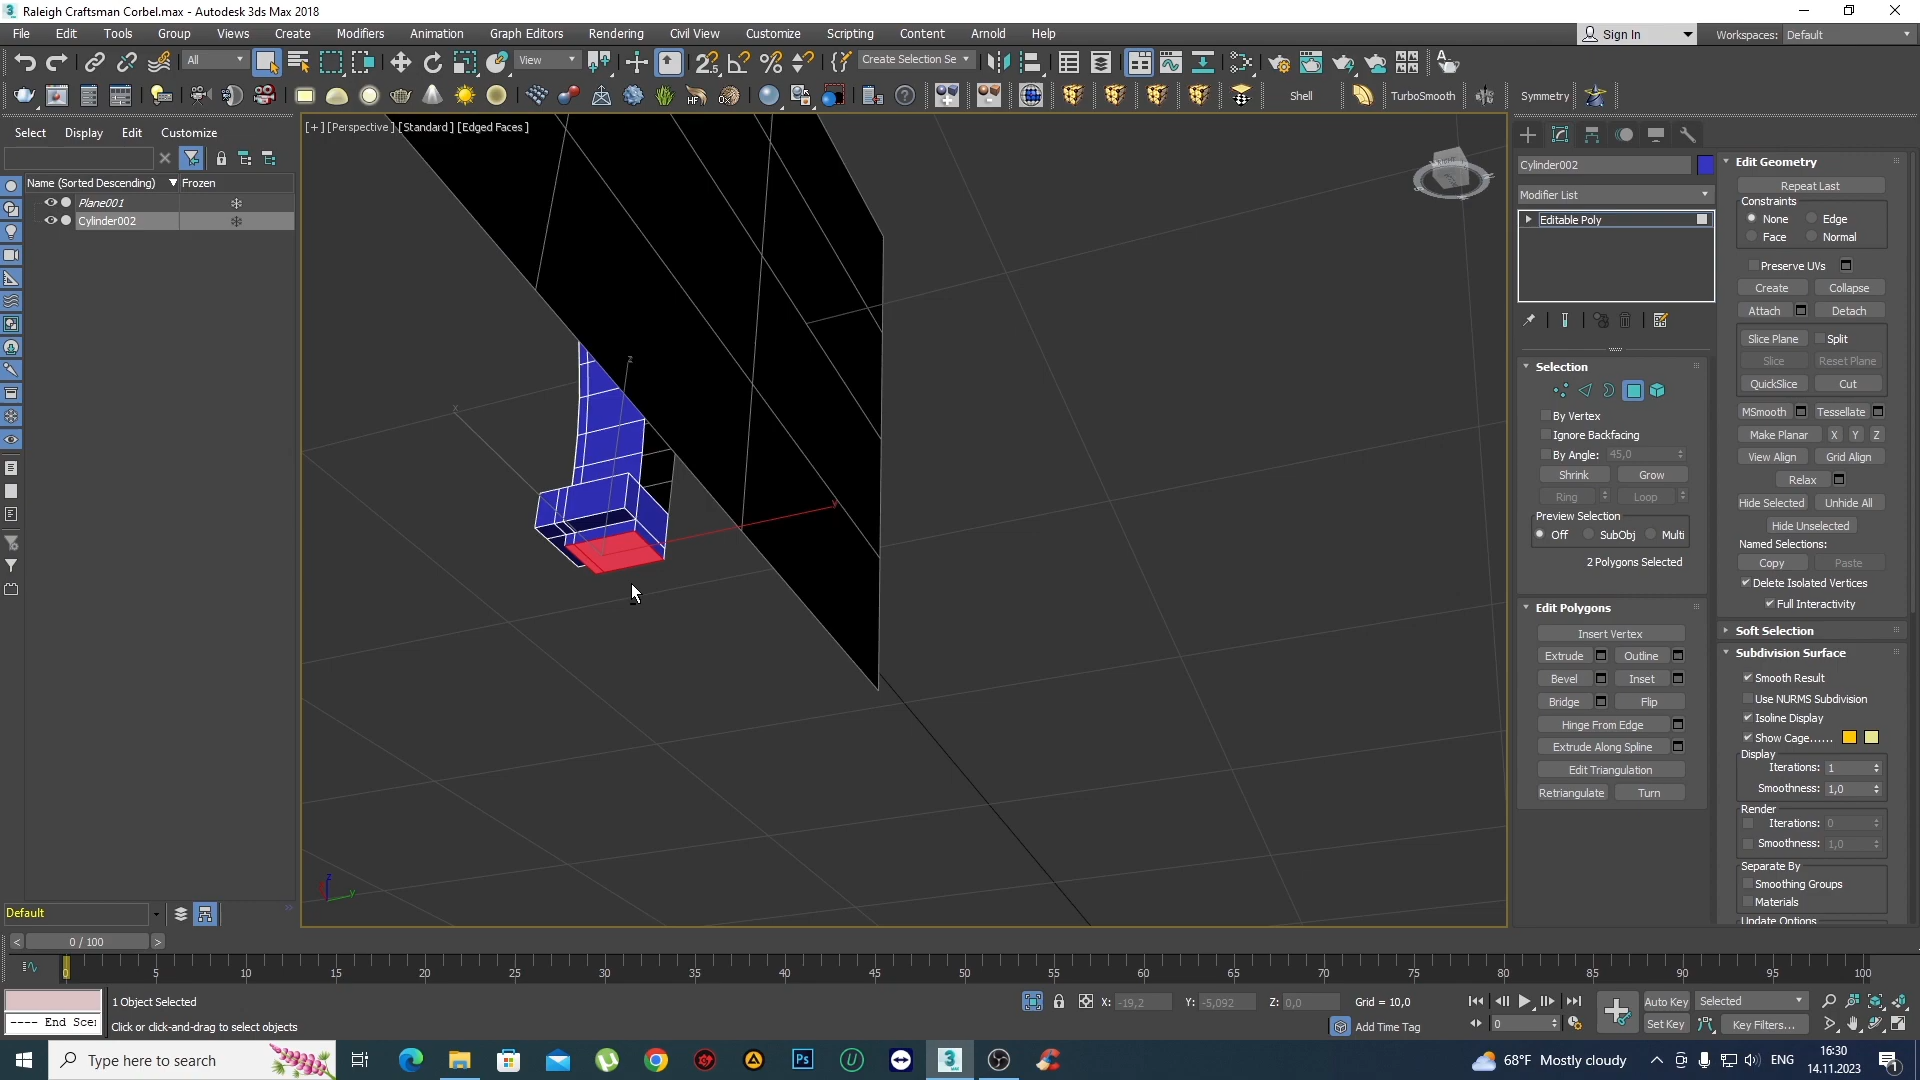 Raleigh Craftsman Corbel.max - Autodesk 3ds Max 2018
File Edit Tools Group Views Create Modifiers Animation Graph Editors Rendering Civil View Customize Scripting Content Arnold Help
Sign In Workspaces: Default
All View Create Selection Se
Shell TurboSmooth Symmetry
Select Display Edit Customize
[+] [Perspective] [Standard] [Edged Faces]
Name (Sorted Descending) Frozen
Plane001
Cylinder002
z
x
y
Cylinder002
Modifier List
Editable Poly
Selection
By Vertex
Ignore Backfacing
By Angle: 45,0
Shrink Grow
Ring Loop
Preview Selection
Off SubObj Multi
2 Polygons Selected
Edit Polygons
Insert Vertex
Extrude Outline
Bevel Inset
Bridge Flip
Hinge From Edge
Extrude Along Spline
Edit Triangulation
Retriangulate Turn
Edit Geometry
Repeat Last
Constraints
None Edge
Face Normal
Preserve UVs
Create Collapse
Attach Detach
Slice Plane Split
Slice Reset Plane
QuickSlice Cut
MSmooth Tessellate
Make Planar X Y Z
View Align Grid Align
Relax
Hide Selected Unhide All
Hide Unselected
Named Selections:
Copy Paste
Delete Isolated Vertices
Full Interactivity
Soft Selection
Subdivision Surface
Smooth Result
Use NURMS Subdivision
Isoline Display
Show Cage......
Display
Iterations: 1
Smoothness: 1,0
Render
Iterations: 0
Smoothness: 1,0
Separate By
Smoothing Groups
Materials
Update Options
z
y
Default
0 / 100
0 5 10 15 20 25 30 35 40 45 50 55 60 65 70 75 80 85 90 95 100
1 Object Selected
X: -19,2 Y: -5,092 Z: 0,0 Grid = 10,0
Auto Key Selected
---- End Sce
Click or click-and-drag to select objects
Add Time Tag
0
Set Key Key Filters...
Type here to search
68°F Mostly cloudy
ENG
16:30
14.11.2023
1